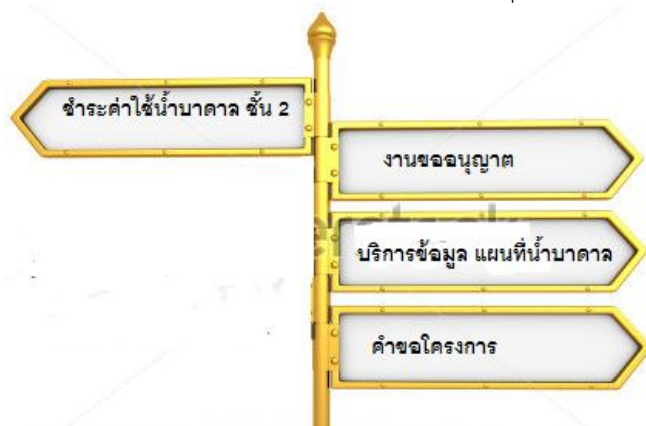 ชำระค่าใช้น้ำบาดาล ชั้น 2
งานขออนุญาต
บริการข้อมูล แผนที่น้ำบาดาล
คำขอโครงการ